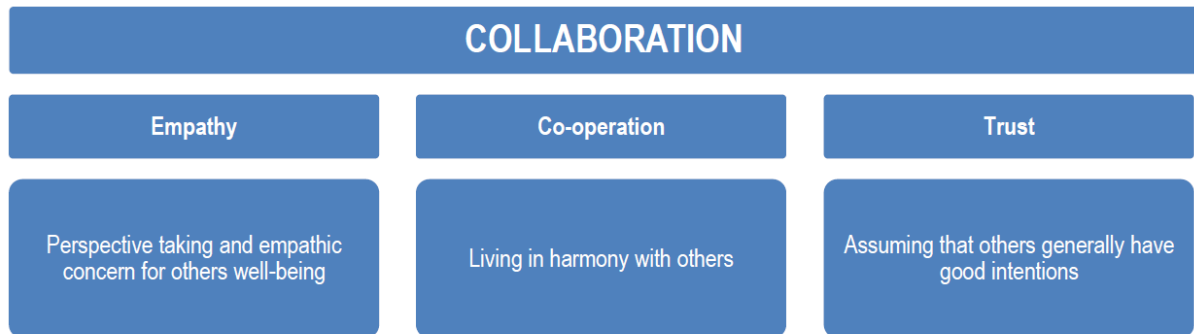 COLLABORATION
Empathy
Co-operation
Trust
Perspective taking and empathic
concern for others well-being
Living in harmony with others
Assuming that others generally have
good intentions